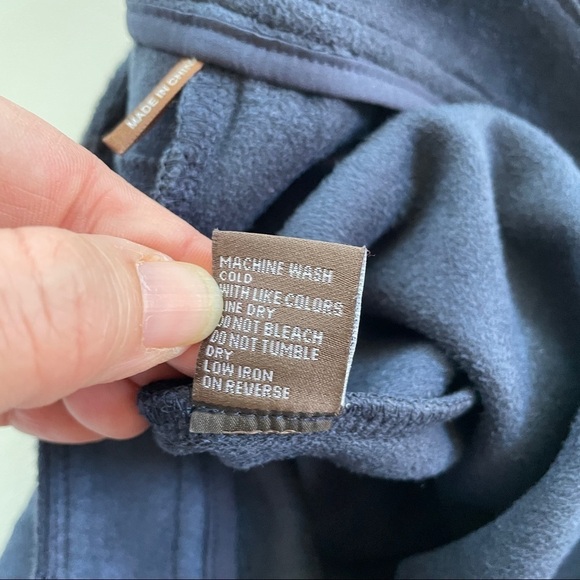 MADE IN CHINA
MACHINE WASH
COLD
WITH LIKE COLORS
LINE DRY
DO NOT BLEACH
DO NOT TUMBLE
DRY
LOW IRON
ON REVERSE